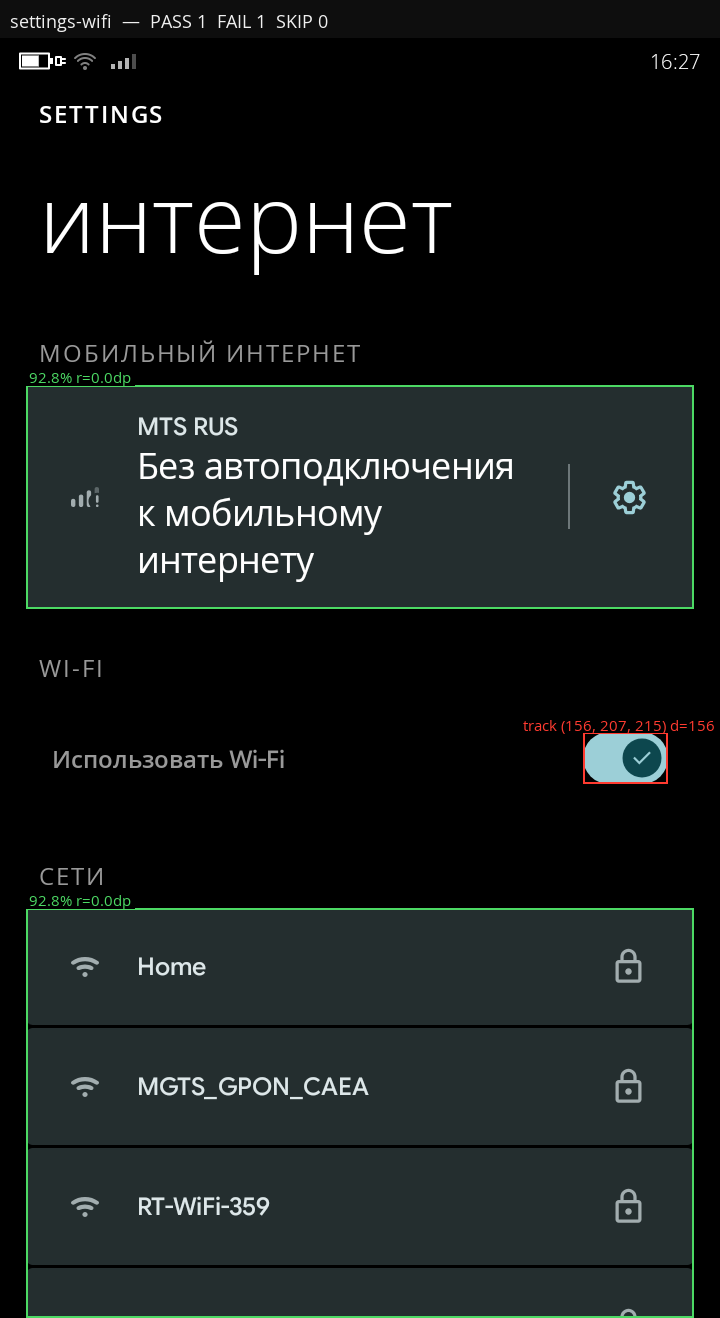 settings-wifi — PASS 1 FAIL 1 SKIP 0
16:27
SETTINGS
интернет
МОБИЛЬНЫЙ ИНТЕРНЕТ
92.8% r=0.0dp
MTS RUS
Без автоподключения
к мобильному
интернету
WI-FI
track (156, 207, 215) d=156
Использовать Wi-Fi
СЕТИ
92.8% r=0.0dp
Home
MGTS_GPON_CAEA
RT-WiFi-359